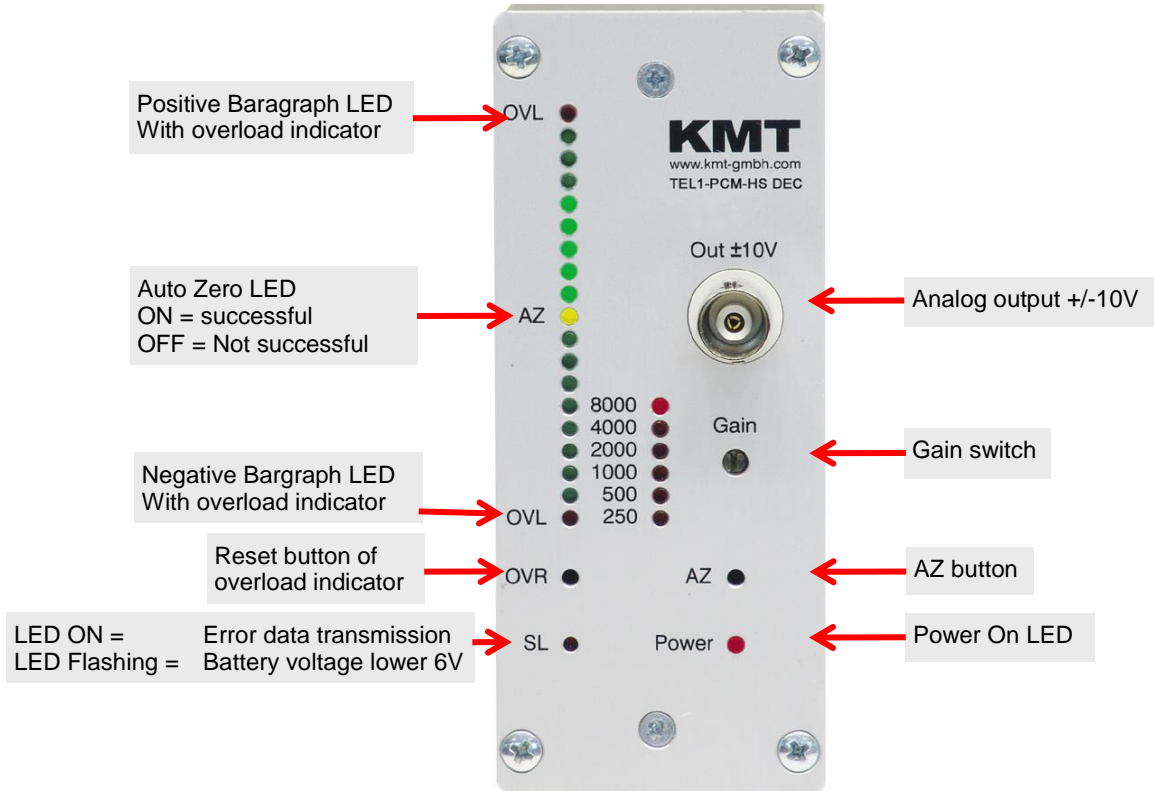 Positive Baragraph LED
With overload indicator
OVL
KMT
www.kmt-gmbh.com
TEL1-PCM-HS DEC
Out ±10V
Analog output +/-10V
Auto Zero LED
ON = successful
OFF = Not successful
AZ
8000
4000
2000
1000
500
250
Gain
Gain switch
Negative Bargraph LED
With overload indicator
OVL
Reset button of
overload indicator
OVR
AZ
AZ button
LED ON = Error data transmission
LED Flashing = Battery voltage lower 6V
SL
Power
Power On LED